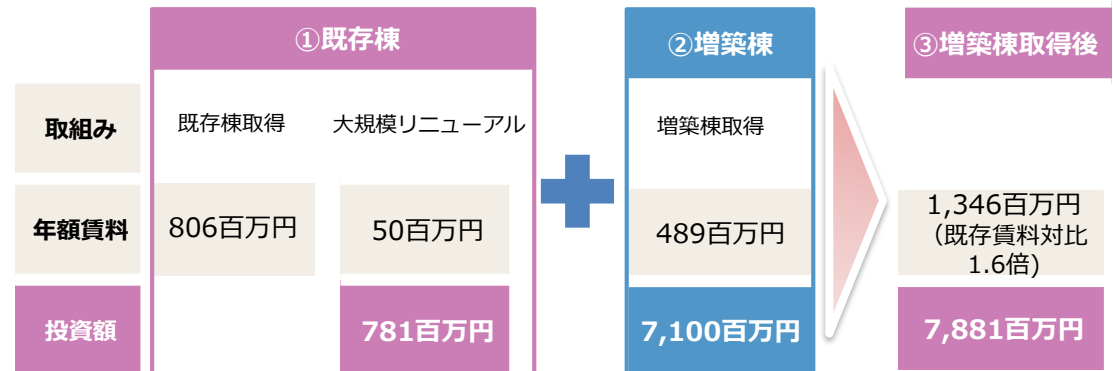 ①既存棟
②増築棟
③増築棟取得後
取組み
既存棟取得
大規模リニューアル
増築棟取得
年額賃料
806百万円
50百万円
489百万円
1,346百万円
（既存賃料対比
1.6倍)
投資額
781百万円
7,100百万円
7,881百万円